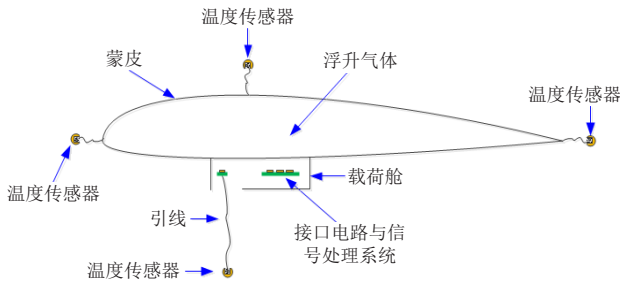 温度传感器
蒙皮
浮升气体
温度传感器
温度传感器
载荷舱
引线
接口电路与信
号处理系统
温度传感器